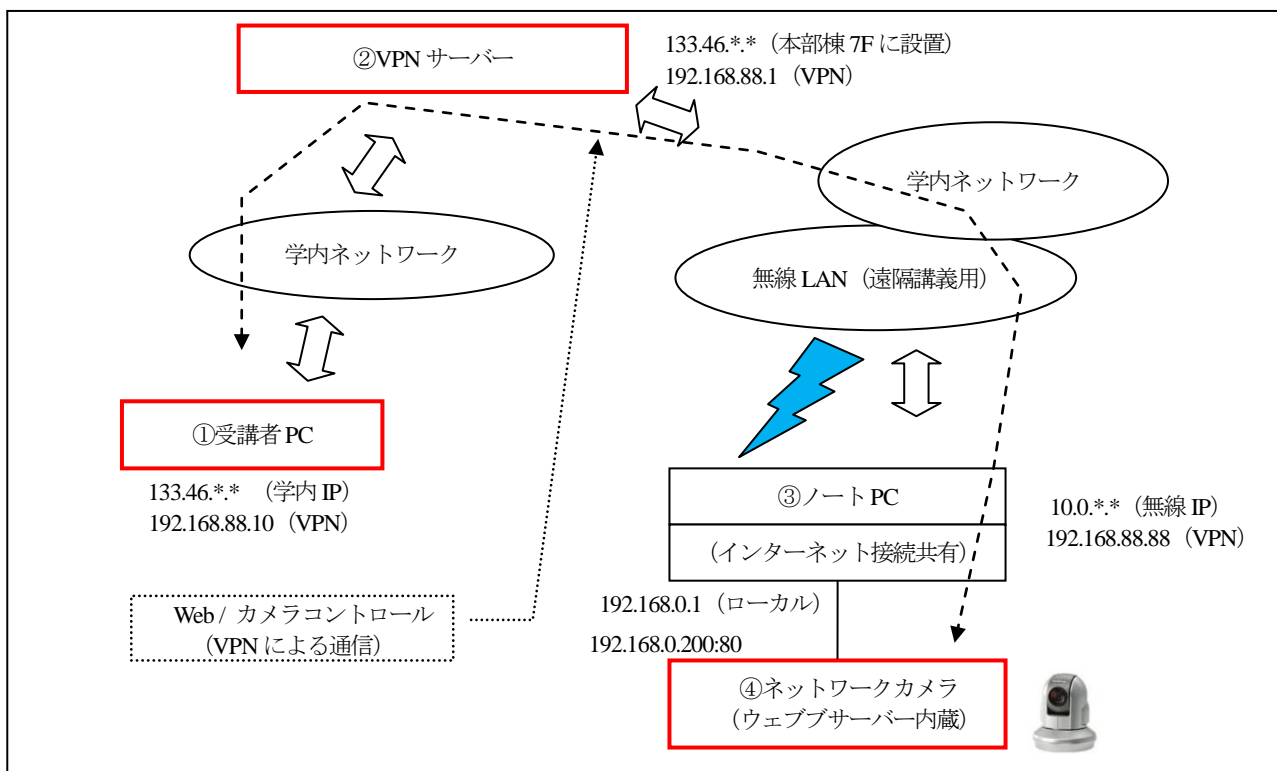 ②VPN サーバー
133.46.*.*（本部棟 7F に設置）
192.168.88.1（VPN）
学内ネットワーク
学内ネットワーク
無線 LAN（遠隔講義用）
①受講者 PC
133.46.*.*　（学内 IP）
192.168.88.10（VPN）
③ノート PC
（インターネット接続共有）
10.0.*.*（無線 IP）
192.168.88.88（VPN）
Web / カメラコントロール
（VPN による通信）
192.168.0.1（ローカル）
192.168.0.200:80
④ネットワークカメラ
（ウェブブサーバー内蔵）